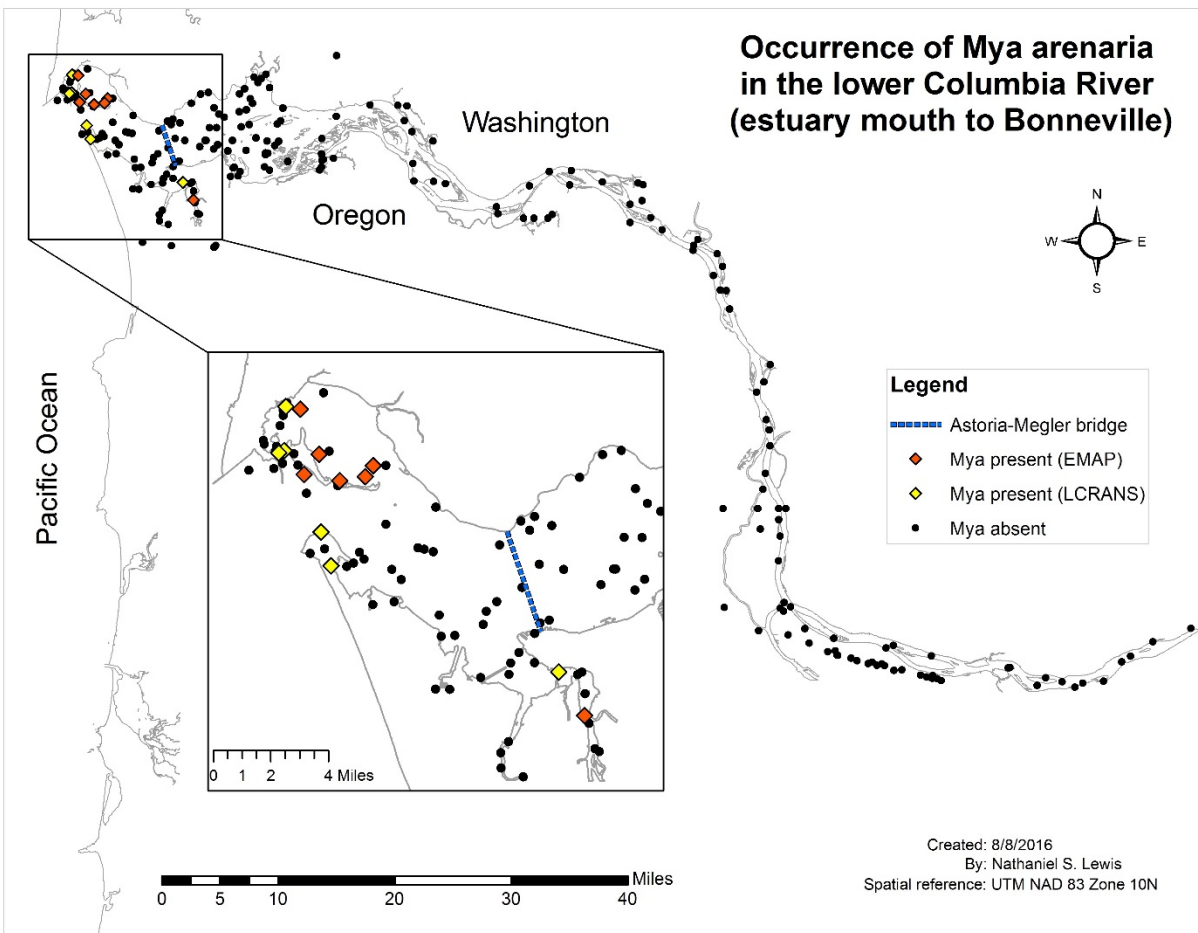 Occurrence of Mya arenaria
in the lower Columbia River
(estuary mouth to Bonneville)
Washington
Oregon
Pacific Ocean
N
W
E
S
Legend
Astoria-Megler bridge
Mya present (EMAP)
Mya present (LCRANS)
Mya absent
0 1 2 4 Miles
Miles
0 5 10 20 30 40
Created: 8/8/2016
By: Nathaniel S. Lewis
Spatial reference: UTM NAD 83 Zone 10N